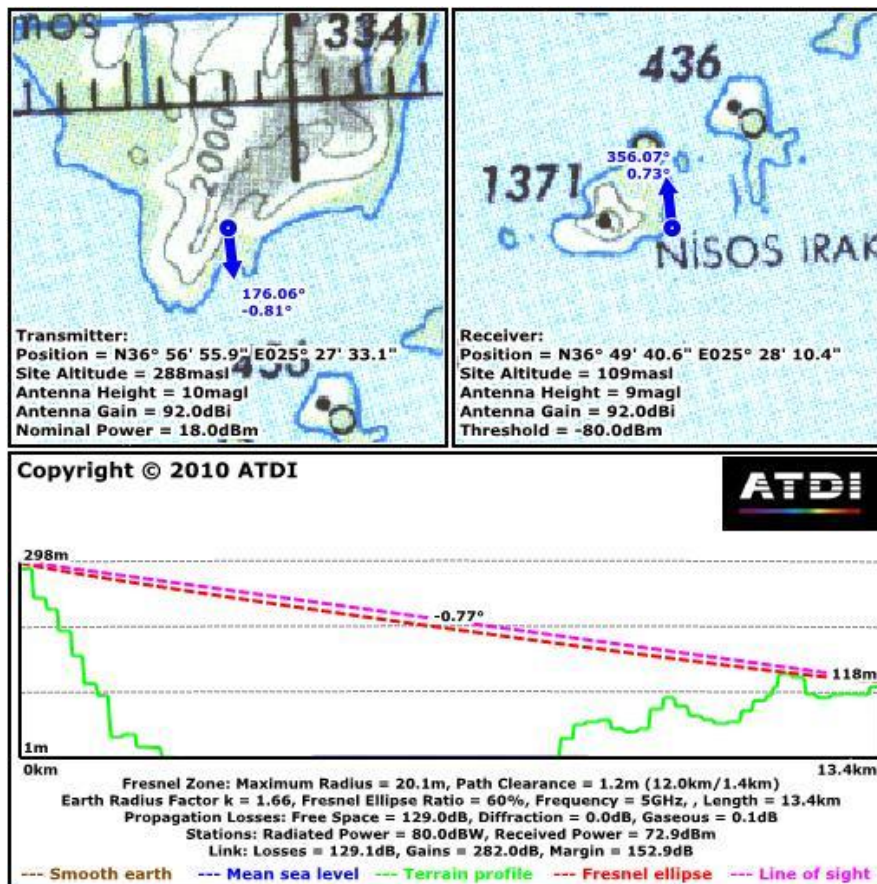 mos
3341
2000
176.06°
-0.81°
Transmitter:
Position = N36° 56' 55.9" E025° 27' 33.1"
Site Altitude = 288masl
Antenna Height = 10magl
Antenna Gain = 92.0dBi
Nominal Power = 18.0dBm
436
356.07°
0.73°
1371
NISOS IRAK
Receiver:
Position = N36° 49' 40.6" E025° 28' 10.4"
Site Altitude = 109masl
Antenna Height = 9magl
Antenna Gain = 92.0dBi
Threshold = -80.0dBm
Copyright © 2010 ATDI
ATDI
298m
-0.77°
118m
1m
0km
13.4km
Fresnel Zone: Maximum Radius = 20.1m, Path Clearance = 1.2m (12.0km/1.4km)
Earth Radius Factor k = 1.66, Fresnel Ellipse Ratio = 60%, Frequency = 5GHz, , Length = 13.4km
Propagation Losses: Free Space = 129.0dB, Diffraction = 0.0dB, Gaseous = 0.1dB
Stations: Radiated Power = 80.0dBW, Received Power = 72.9dBm
Link: Losses = 129.1dB, Gains = 282.0dB, Margin = 152.9dB
--- Smooth earth --- Mean sea level --- Terrain profile --- Fresnel ellipse --- Line of sight